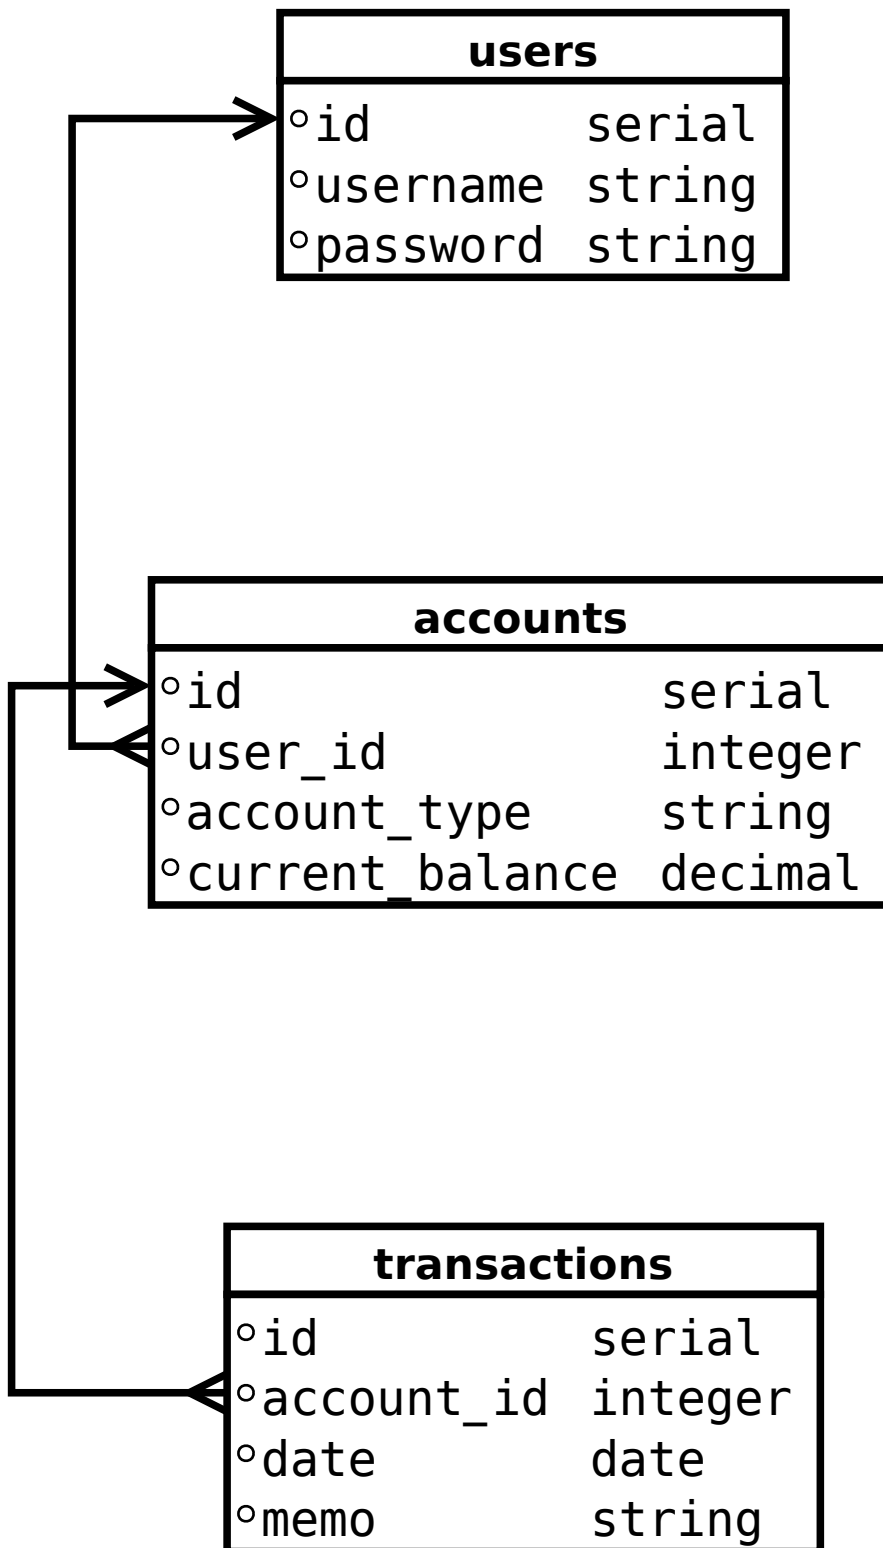 users
id serial
username string
password string
accounts
id serial
user_id integer
account_type string
current_balance decimal
transactions
id serial
account_id integer
date date
memo string